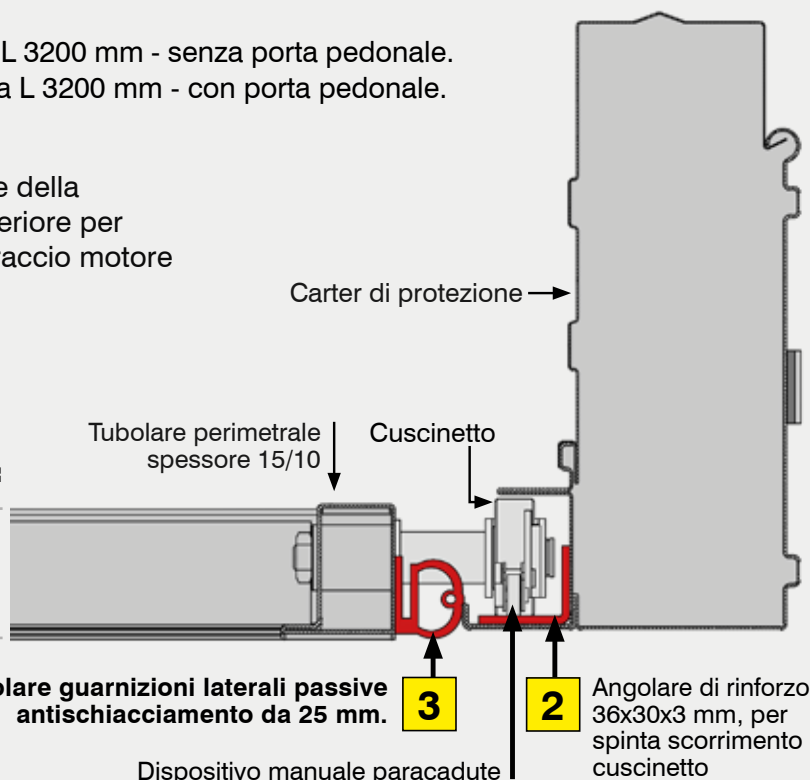 L 3200 mm - senza porta pedonale.
a L 3200 mm - con porta pedonale.
e della
eriore per
raccio motore
Carter di protezione
Tubolare perimetrale
spessore 15/10
Cuscinetto
olare guarnizioni laterali passive
antischiacciamento da 25 mm.
3
2
Angolare di rinforzo
36x30x3 mm, per
spinta scorrimento
cuscinetto
Dispositivo manuale paracadute